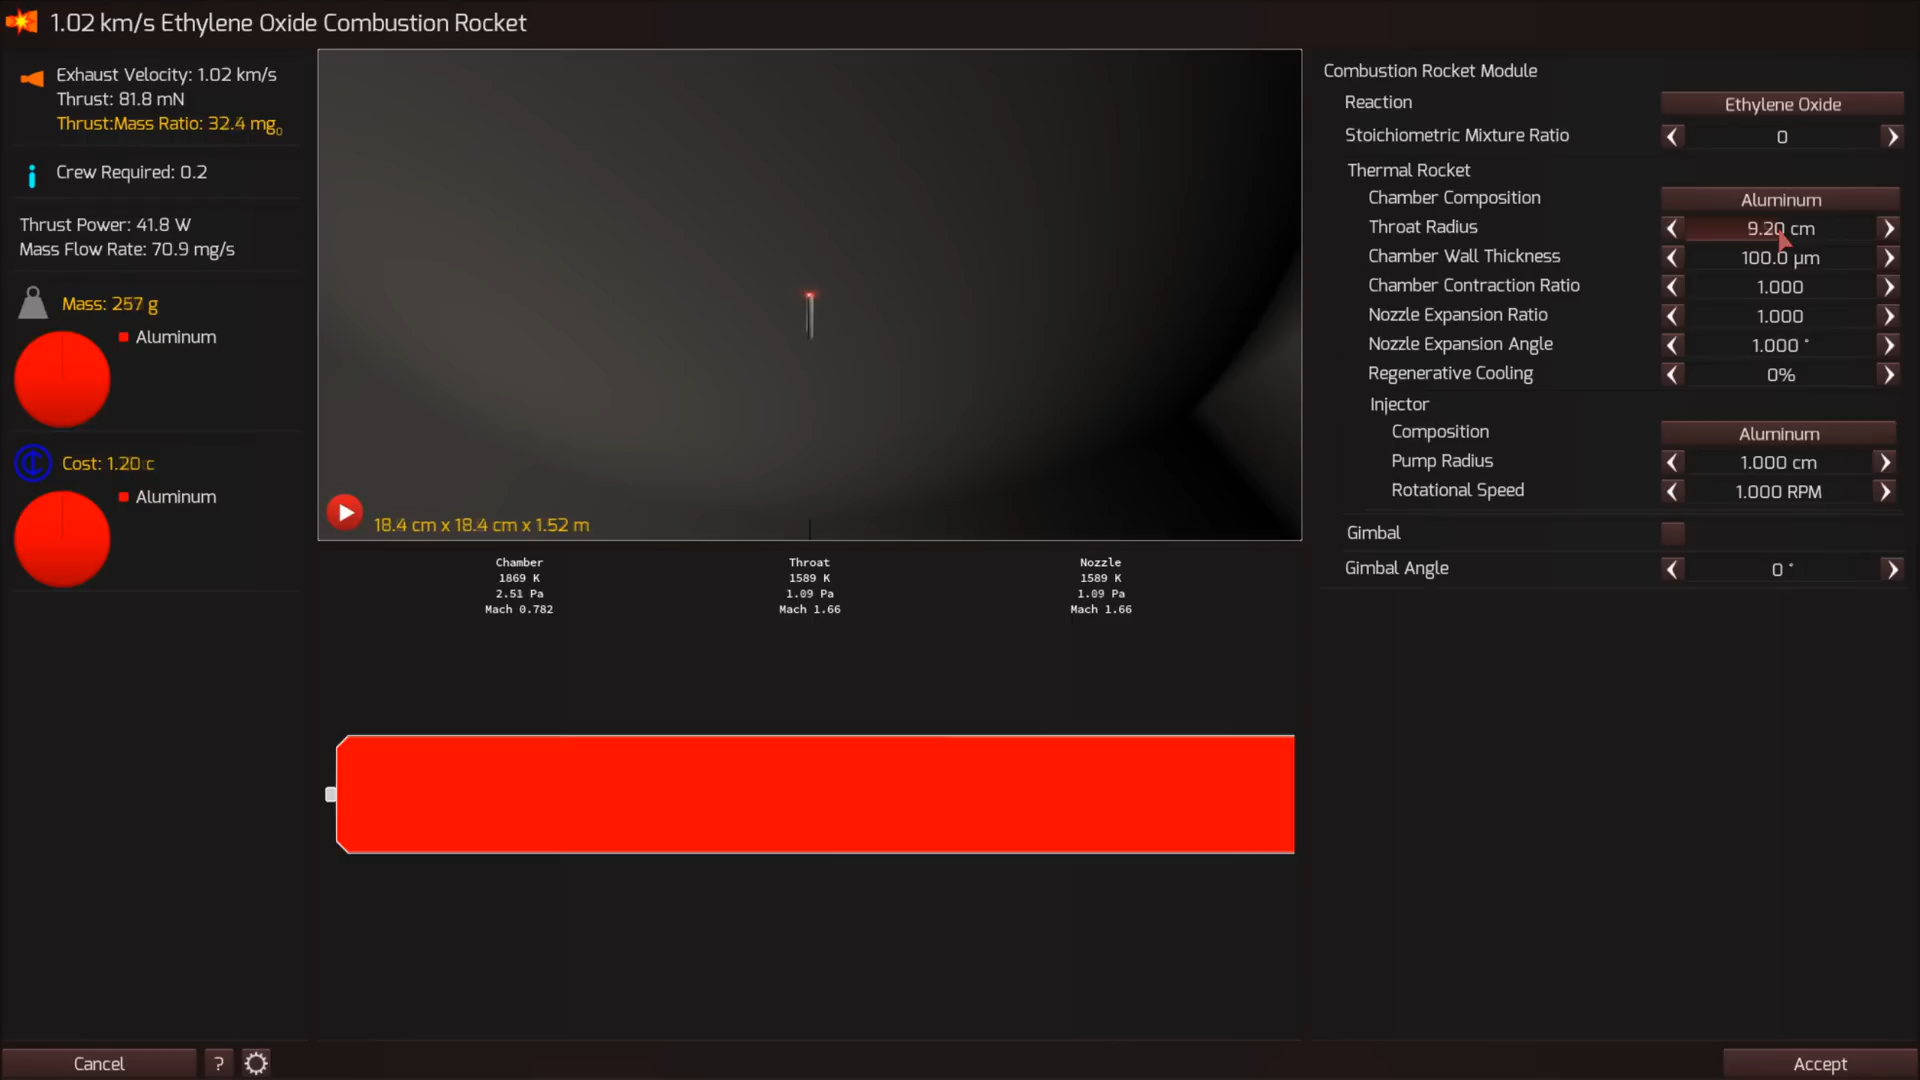 1.02 km/s Ethylene Oxide Combustion Rocket
Exhaust Velocity: 1.02 km/s
Thrust: 81.8 mN
Thrust:Mass Ratio: 32.4 mg₀
Crew Required: 0.2
Thrust Power: 41.8 W
Mass Flow Rate: 70.9 mg/s
Mass: 257 g
Aluminum
Cost: 1.20 c
Aluminum
18.4 cm x 18.4 cm x 1.52 m
Chamber
1869 K
2.51 Pa
Mach 0.782
Throat
1589 K
1.09 Pa
Mach 1.66
Nozzle
1589 K
1.09 Pa
Mach 1.66
Combustion Rocket Module
Reaction Ethylene Oxide
Stoichiometric Mixture Ratio 0
Thermal Rocket
Chamber Composition Aluminum
Throat Radius 9.20 cm
Chamber Wall Thickness 100.0 µm
Chamber Contraction Ratio 1.000
Nozzle Expansion Ratio 1.000
Nozzle Expansion Angle 1.000 °
Regenerative Cooling 0%
Injector
Composition Aluminum
Pump Radius 1.000 cm
Rotational Speed 1.000 RPM
Gimbal
Gimbal Angle 0 °
Cancel
?
Accept